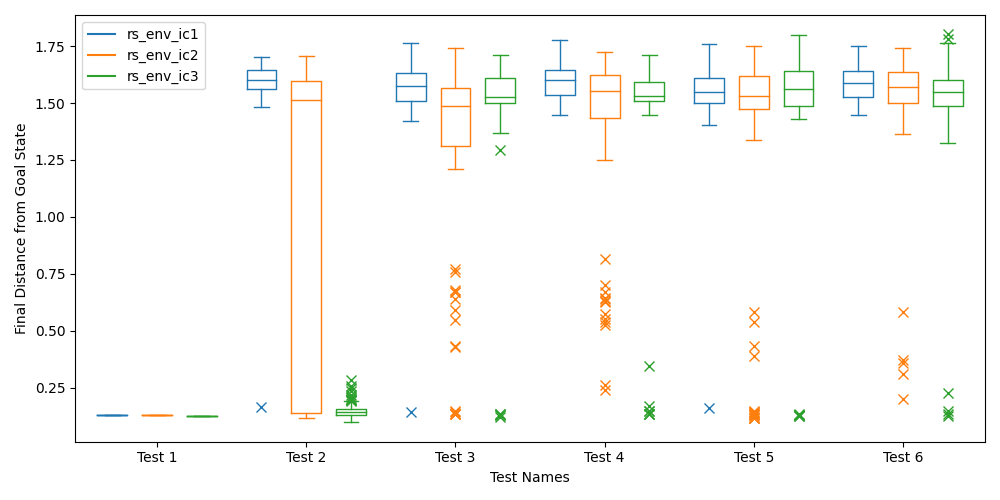 rs_env_ic1
rs_env_ic2
rs_env_ic3
Final Distance from Goal State
1.75
1.50
1.25
1.00
0.75
0.50
0.25
Test 1 Test 2 Test 3 Test 4 Test 5 Test 6
Test Names